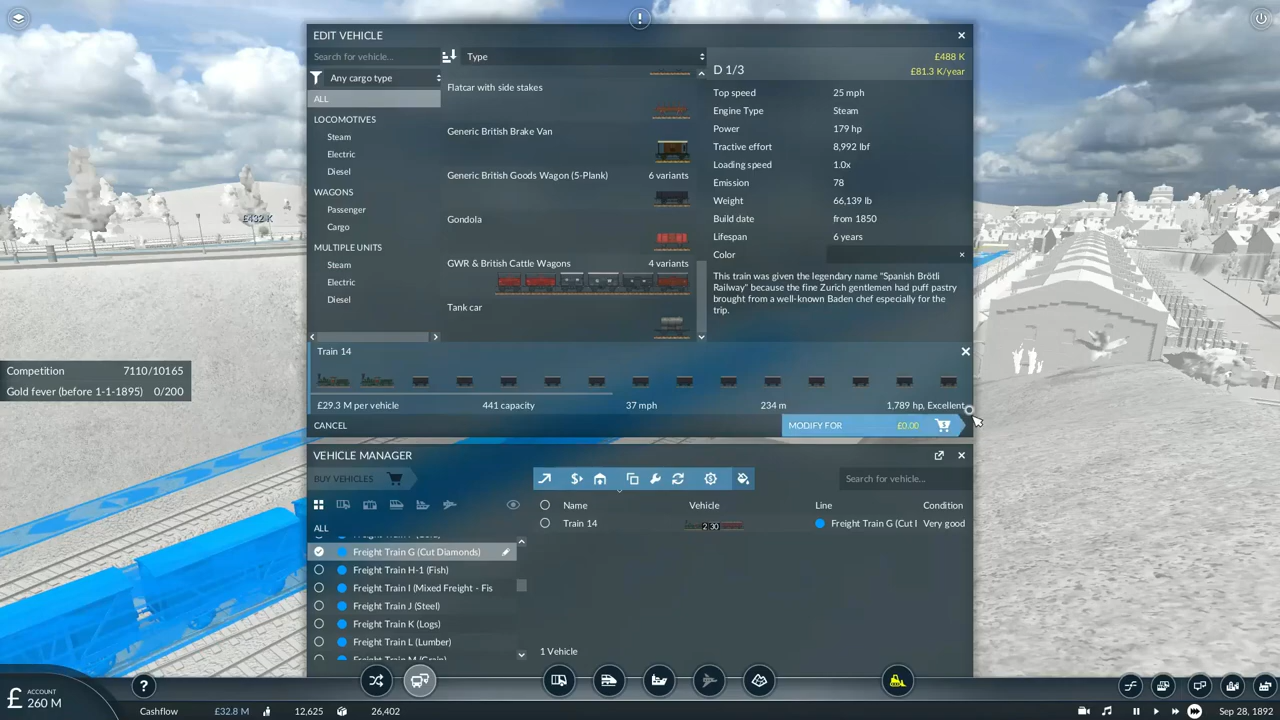 EDIT VEHICLE
Search for vehicle...
Type
Any cargo type
ALL
LOCOMOTIVES
Steam
Electric
Diesel
WAGONS
Passenger
Cargo
MULTIPLE UNITS
Steam
Electric
Diesel
Flatcar with side stakes
Generic British Brake Van
Generic British Goods Wagon (5-Plank) 6 variants
Gondola
GWR & British Cattle Wagons 4 variants
Tank car
£488 K
D 1/3
£81.3 K/year
Top speed 25 mph
Engine Type Steam
Power 179 hp
Tractive effort 8,992 lbf
Loading speed 1.0x
Emission 78
Weight 66,139 lb
Build date from 1850
Lifespan 6 years
Color
This train was given the legendary name "Spanish Brötli
Railway" because the fine Zurich gentlemen had puff pastry
brought from a well-known Baden chef especially for the
trip.
£432 K
Competition 7110/10165
Gold fever (before 1-1-1895) 0/200
Train 14
£29.3 M per vehicle 441 capacity 37 mph 234 m 1,789 hp, Excellent
CANCEL
MODIFY FOR £0.00
VEHICLE MANAGER
BUY VEHICLES
Search for vehicle...
Name Vehicle Line Condition
Train 14 2 30 Freight Train G (Cut I Very good
ALL
Freight Train G (Cut Diamonds)
Freight Train H-1 (Fish)
Freight Train I (Mixed Freight - Fis
Freight Train J (Steel)
Freight Train K (Logs)
Freight Train L (Lumber)
Freight Train M (Grain)
1 Vehicle
ACCOUNT
£ 260 M
Cashflow £32.8 M 12,625 26,402
Sep 28, 1892